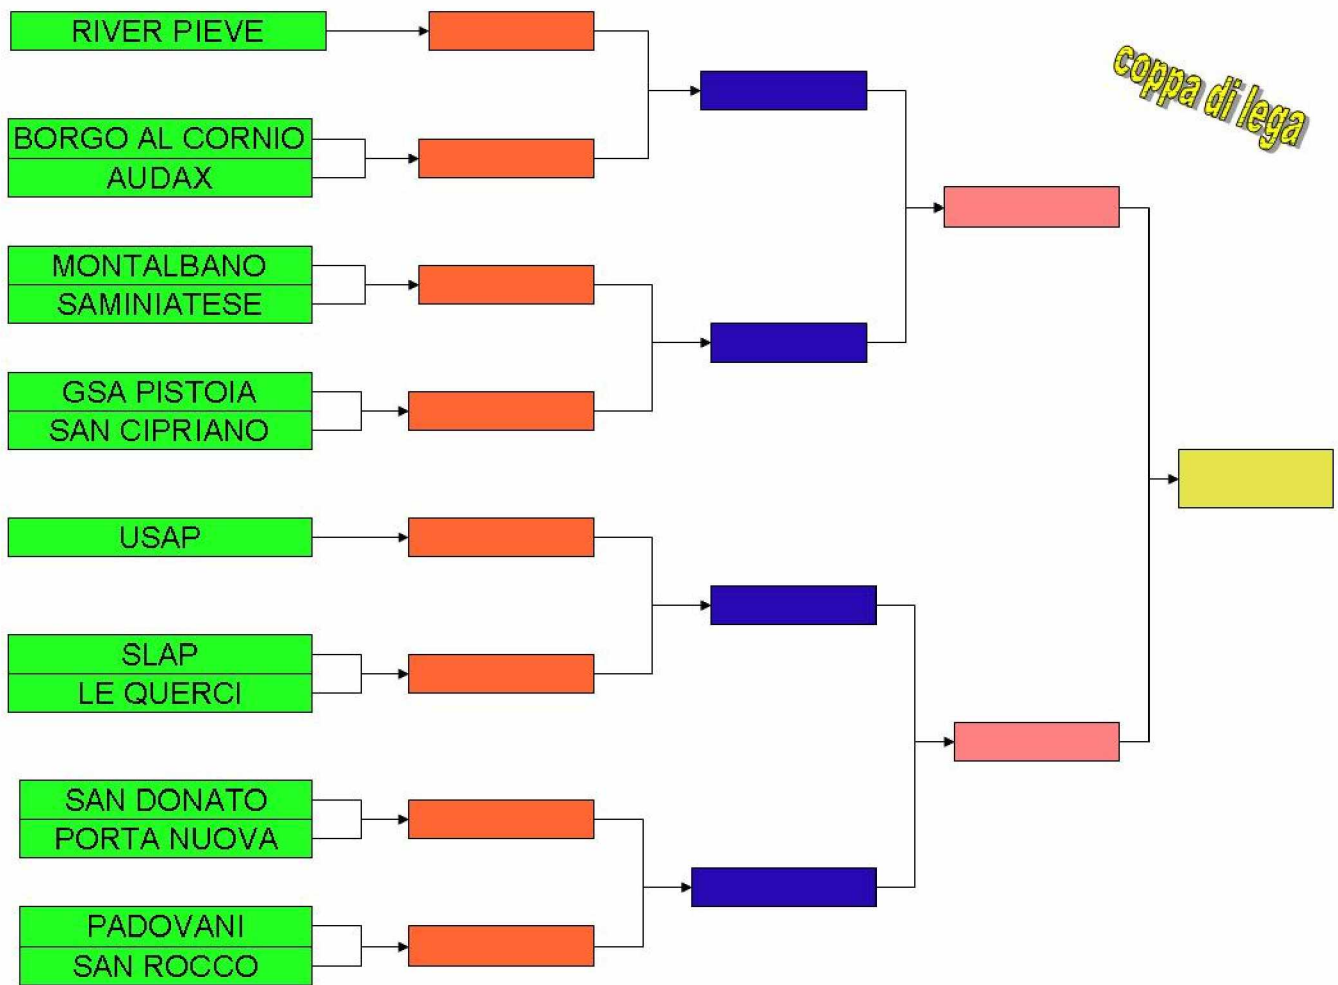 RIVER PIEVE
coppa di lega
BORGO AL CORNIO
AUDAX
MONTALBANO
SAMINIATESE
GSA PISTOIA
SAN CIPRIANO
USAP
SLAP
LE QUERCI
SAN DONATO
PORTA NUOVA
PADOVANI
SAN ROCCO